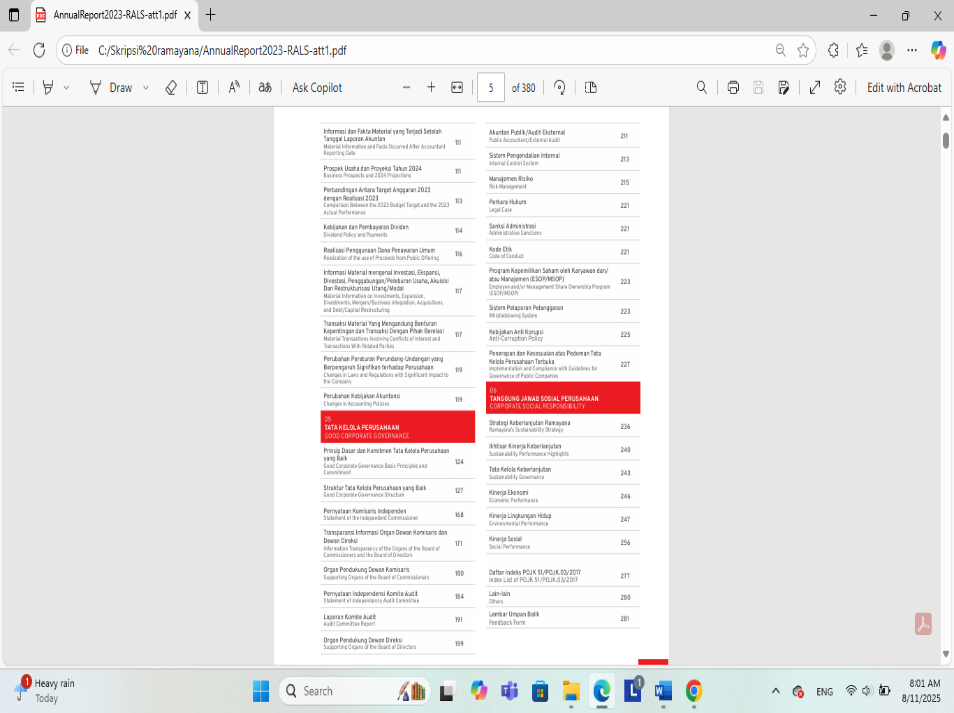 AnnualReport2023-RALS-att1.pdf
File C:/Skripsi%20ramayana/AnnualReport2023-RALS-att1.pdf
Draw
Ask Copilot
5 of 380
Edit with Acrobat
Informasi dan Fakta Material yang Terjadi Setelah
Tanggal Laporan Akuntan
Material Information and Facts Occurred After Accountant
Reporting Date
111
Prospek Usaha dan Proyeksi Tahun 2024
Business Prospects and 2024 Projections
111
Perbandingan Antara Target Anggaran 2023
dengan Realisasi 2023
Comparison Between the 2023 Budget Target and the 2023
Actual Performance
113
Kebijakan dan Pembayaran Dividen
Dividend Policy and Payments
114
Realisasi Penggunaan Dana Penawaran Umum
Realization of the use of Proceeds from Public Offering
116
Informasi Material mengenai Investasi, Ekspansi,
Divestasi, Penggabungan/Peleburan Usaha, Akuisisi
Dan Restrukturisasi Utang/Modal
Material Information on Investments, Expansion,
Divestments, Mergers/Business Integration, Acquisitions,
and Debt/Capital Restructuring
117
Transaksi Material Yang Mengandung Benturan
Kepentingan dan Transaksi Dengan Pihak Berelasi
Material Transactions Involving Conflicts of Interest and
Transactions With Related Parties
117
Perubahan Peraturan Perundang-Undangan yang
Berpengaruh Signifikan terhadap Perusahaan
Changes in Laws and Regulations with Significant Impact to
the Company
119
Perubahan Kebijakan Akuntansi
Changes in Accounting Policies
119
05
TATA KELOLA PERUSAHAAN
GOOD CORPORATE GOVERNANCE
Prinsip Dasar dan Komitmen Tata Kelola Perusahaan
yang Baik
Good Corporate Governance Basic Principles and
Commitment
124
Struktur Tata Kelola Perusahaan yang Baik
Good Corporate Governance Structure
127
Pernyataan Komisaris Independen
Statement of the Independent Commissioner
168
Transparansi Informasi Organ Dewan Komisaris dan
Dewan Direksi
Information Transparency of the Organs of the Board of
Commissioners and the Board of Directors
171
Organ Pendukung Dewan Komisaris
Supporting Organs of the Board of Commissioners
180
Pernyataan Independensi Komite Audit
Statement of Independency Audit Committee
184
Laporan Komite Audit
Audit Committee Report
191
Organ Pendukung Dewan Direksi
Supporting Organs of the Board of Directors
199
Akuntan Publik/Audit Eksternal
Public Accountant/External Audit
211
Sistem Pengendalian Internal
Internal Control System
213
Manajemen Risiko
Risk Management
215
Perkara Hukum
Legal Case
221
Sanksi Administrasi
Administrative Sanctions
221
Kode Etik
Code of Conduct
221
Program Kepemilikan Saham oleh Karyawan dan/
atau Manajemen (ESOP/MSOP)
Employee and/or Management Share Ownership Program
(ESOP/MSOP)
223
Sistem Pelaporan Pelanggaran
Whistleblowing System
223
Kebijakan Anti Korupsi
Anti-Corruption Policy
225
Penerapan dan Kesesuaian atas Pedoman Tata
Kelola Perusahaan Terbuka
Implementation and Compliance with Guidelines for
Governance of Public Companies
227
06
TANGGUNG JAWAB SOSIAL PERUSAHAAN
CORPORATE SOCIAL RESPONSIBILITY
Strategi Keberlanjutan Ramayana
Ramayana's Sustainability Strategy
236
Ikhtisar Kinerja Keberlanjutan
Sustainability Performance Highlights
240
Tata Kelola Keberlanjutan
Sustainability Governance
243
Kinerja Ekonomi
Economic Performance
246
Kinerja Lingkungan Hidup
Environmental Performance
247
Kinerja Sosial
Social Performance
256
Daftar Indeks POJK 51/POJK.03/2017
Index List of POJK 51/POJK.03/2017
277
Lain-lain
Others
280
Lembar Umpan Balik
Feedback Form
281
1
Heavy rain
Today
Search
1
ENG
8:01 AM
8/11/2025